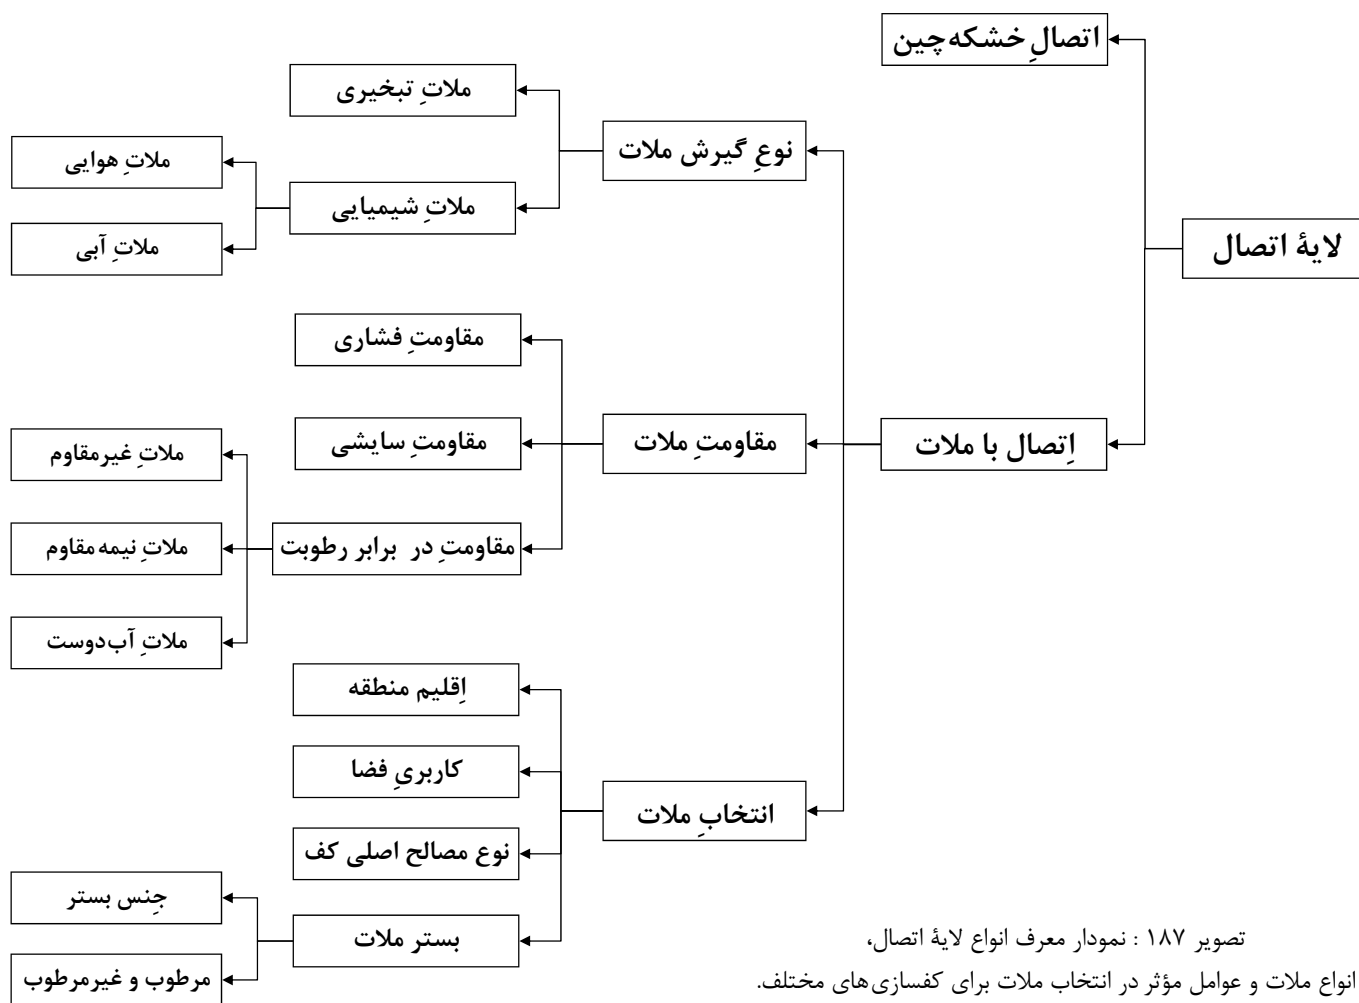 لایۀ اتصال
اتصالِ خشکه‌چین
اِتصال با ملات
نوعِ گیرش ملات
ملاتِ تبخیری
ملاتِ شیمیایی
ملاتِ هوایی
ملاتِ آبی
مقاومتِ ملات
مقاومتِ فشاری
مقاومتِ سایشی
مقاومتِ در برابر رطوبت
ملاتِ غیرمقاوم
ملاتِ نیمه‌مقاوم
ملاتِ آب‌دوست
انتخابِ ملات
اِقلیم منطقه
کاربریِ فضا
نوع مصالح اصلی کف
بستر ملات
جِنس بستر
مرطوب و غیرمرطوب
تصویر ۱۸۷ : نمودار معرف انواع لایۀ اتصال،
انواع ملات و عوامل مؤثر در انتخاب ملات برای کفسازی‌های مختلف.